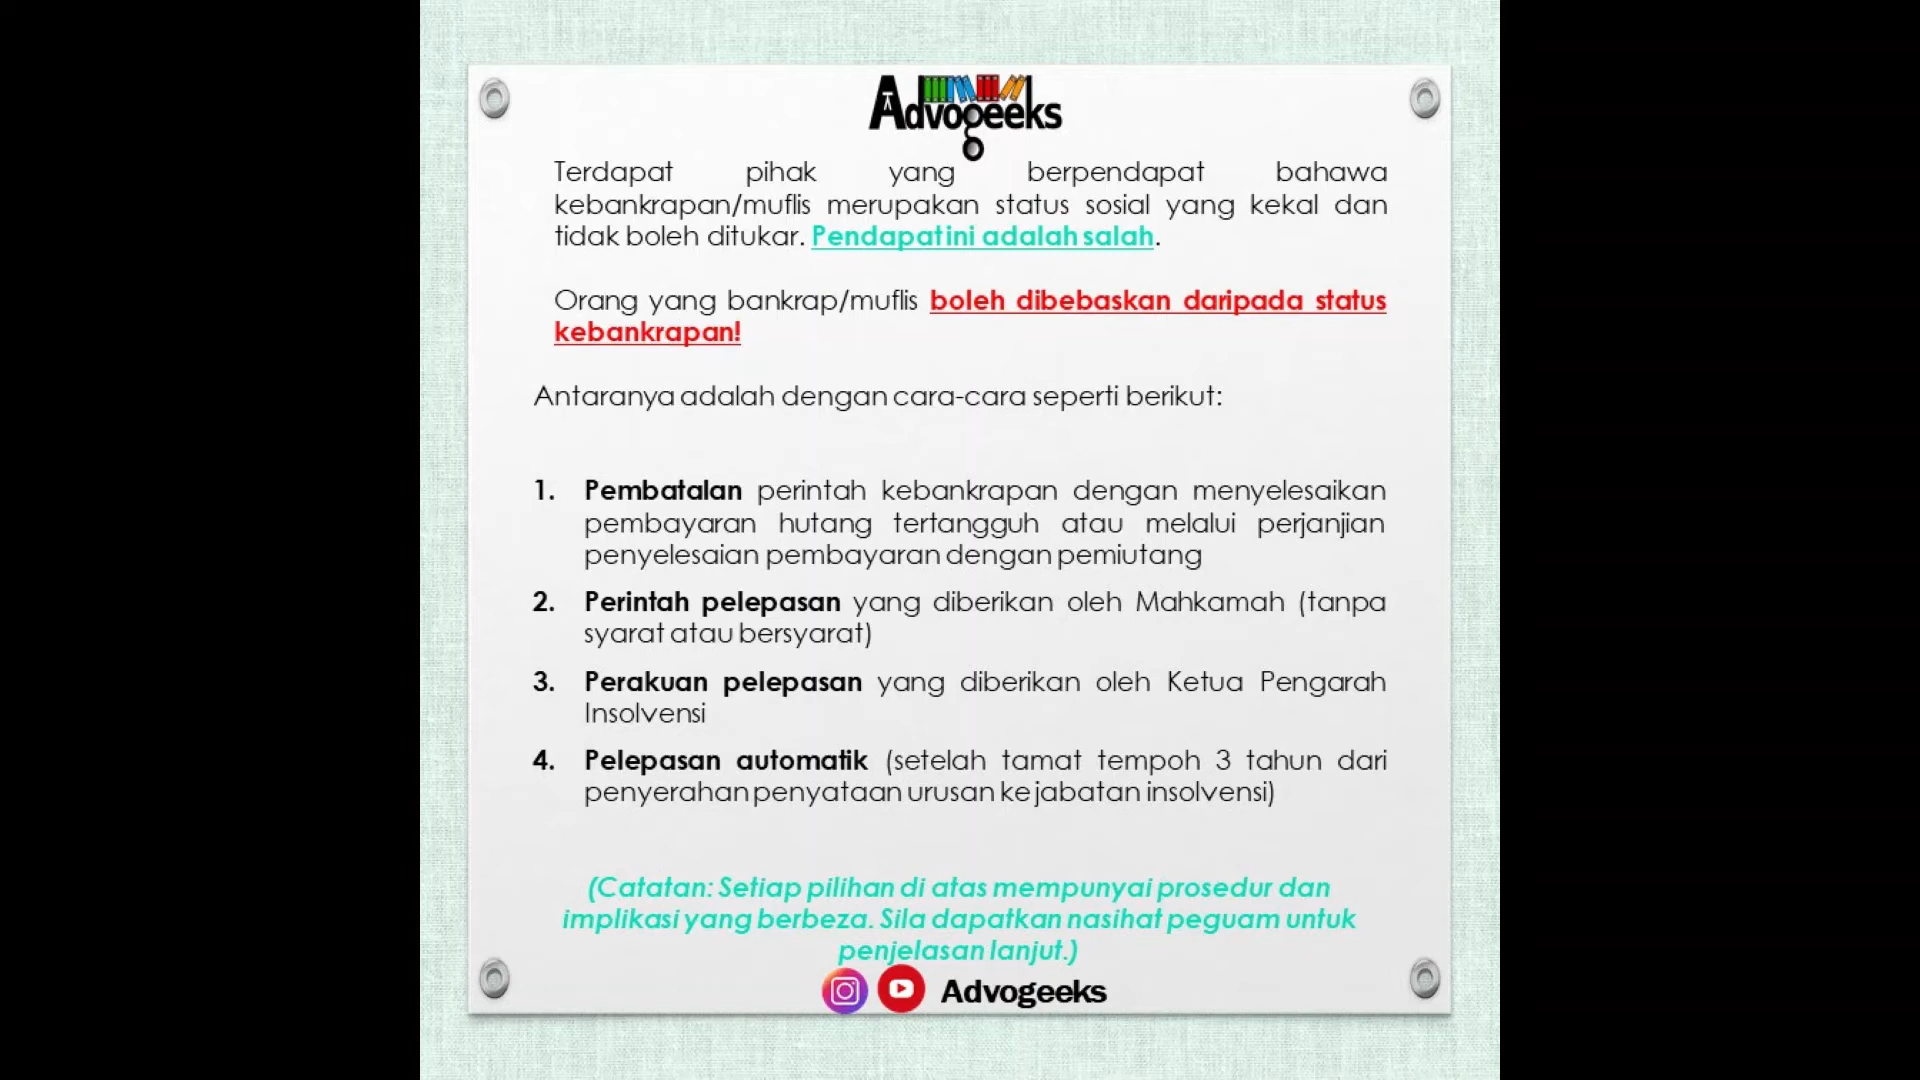 Advogeeks
Terdapat pihak yang berpendapat bahawa
kebankrapan/muflis merupakan status sosial yang kekal dan
tidak boleh ditukar. Pendapat ini adalah salah.
Orang yang bankrap/muflis boleh dibebaskan daripada status
kebankrapan!
Antaranya adalah dengan cara-cara seperti berikut:
1. Pembatalan perintah kebankrapan dengan menyelesaikan
pembayaran hutang tertangguh atau melalui perjanjian
penyelesaian pembayaran dengan pemiutang
2. Perintah pelepasan yang diberikan oleh Mahkamah (tanpa
syarat atau bersyarat)
3. Perakuan pelepasan yang diberikan oleh Ketua Pengarah
Insolvensi
4. Pelepasan automatik (setelah tamat tempoh 3 tahun dari
penyerahan penyataan urusan ke jabatan insolvensi)
(Catatan: Setiap pilihan di atas mempunyai prosedur dan
implikasi yang berbeza. Sila dapatkan nasihat peguam untuk
penjelasan lanjut.)
Advogeeks